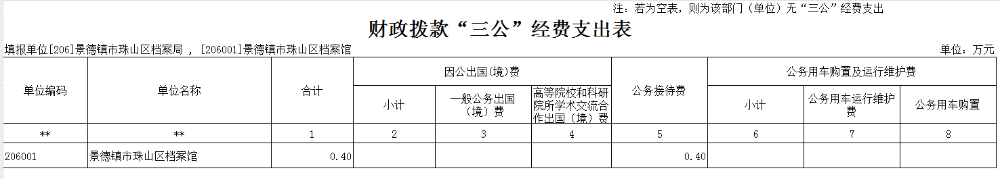 注：若为空表，则为该部门（单位）无“三公”经费支出
财政拨款“三公”经费支出表
填报单位[206]景德镇市珠山区档案局 , [206001]景德镇市珠山区档案馆 单位：万元
单位编码 单位名称 合计 因公出国(境)费 公务接待费 公务用车购置及运行维护费
小计 一般公务出国（境）费 高等院校和科研院所学术交流合作出国（境）费 小计 公务用车运行维护费 公务用车购置
** ** 1 2 3 4 5 6 7 8
206001 景德镇市珠山区档案馆 0.40 0.40